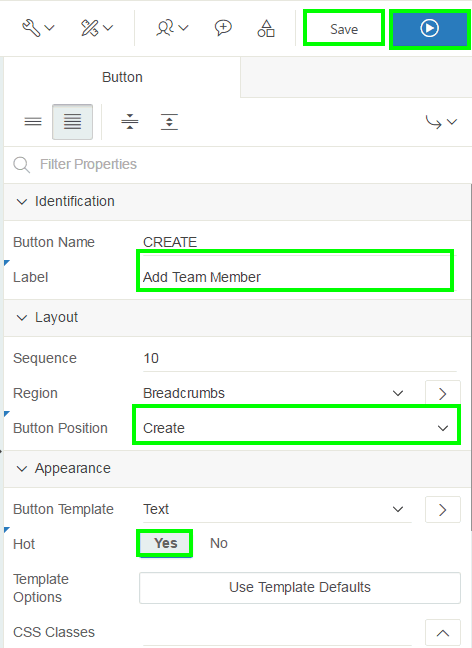 Save
Button
Filter Properties
Identification
Button Name CREATE
Label Add Team Member
Layout
Sequence 10
Region Breadcrumbs
Button Position Create
Appearance
Button Template Text
Hot Yes No
Template
Options
Use Template Defaults
CSS Classes